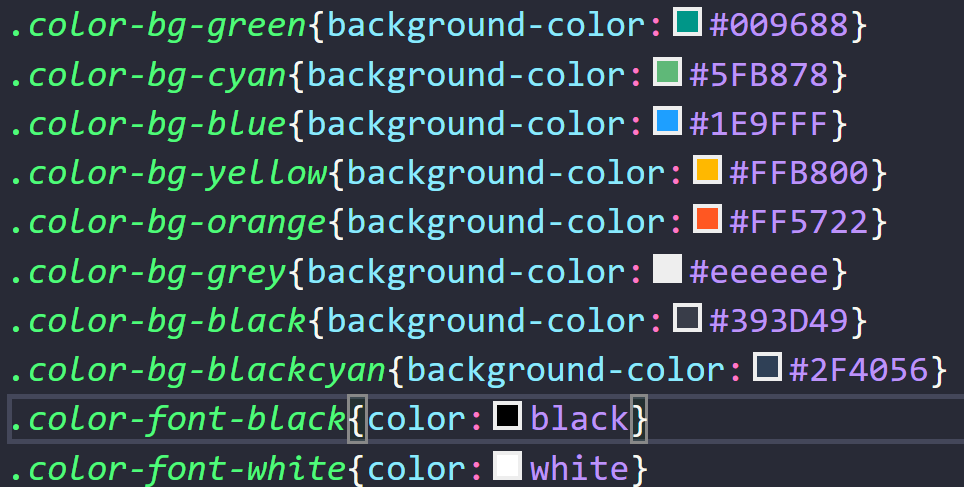 .color-bg-green{background-color:#009688}
.color-bg-cyan{background-color:#5FB878}
.color-bg-blue{background-color:#1E9FFF}
.color-bg-yellow{background-color:#FFB800}
.color-bg-orange{background-color:#FF5722}
.color-bg-grey{background-color:#eeeeee}
.color-bg-black{background-color:#393D49}
.color-bg-blackcyan{background-color:#2F4056}
.color-font-black{color:black}
.color-font-white{color:white}